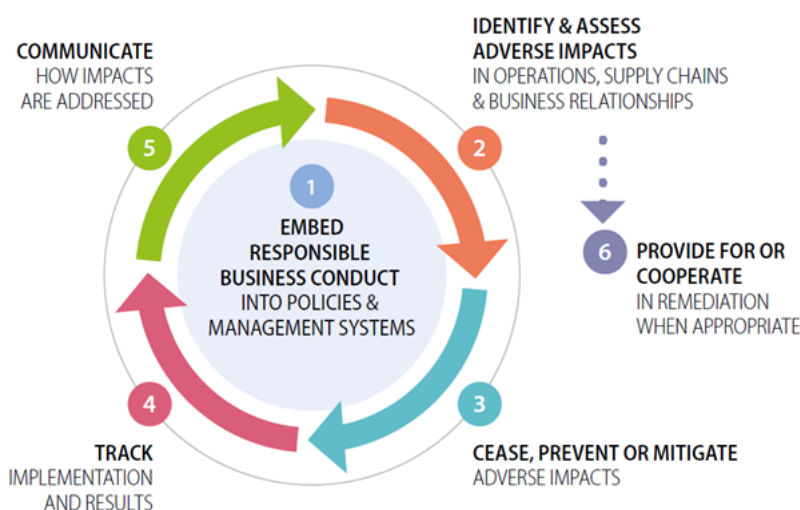 1
EMBED
RESPONSIBLE
BUSINESS CONDUCT
INTO POLICIES &
MANAGEMENT SYSTEMS
2
IDENTIFY & ASSESS
ADVERSE IMPACTS
IN OPERATIONS, SUPPLY CHAINS
& BUSINESS RELATIONSHIPS
3
CEASE, PREVENT OR MITIGATE
ADVERSE IMPACTS
4
TRACK
IMPLEMENTATION
AND RESULTS
5
COMMUNICATE
HOW IMPACTS
ARE ADDRESSED
6
PROVIDE FOR OR
COOPERATE
IN REMEDIATION
WHEN APPROPRIATE